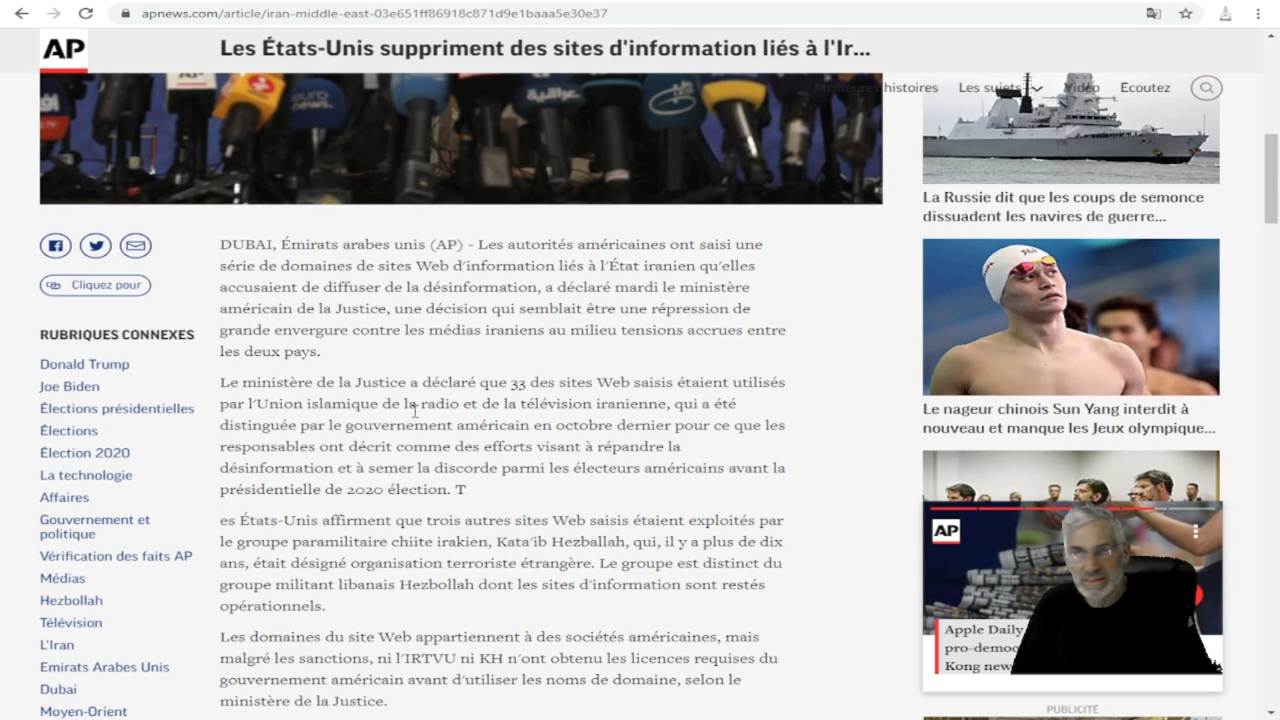 apnews.com/article/iran-middle-east-03e651ff86918c871d9e1baaa5e30e37
AP
Les États-Unis suppriment des sites d'information liés à l'Ir...
Meilleures histoires
Les sujets
Vidéo
Ecoutez
AP
euro
news.
عراقية
La Russie dit que les coups de semonce
dissuadent les navires de guerre...
Cliquez pour
RUBRIQUES CONNEXES
Donald Trump
Joe Biden
Élections présidentielles
Élections
Élection 2020
La technologie
Affaires
Gouvernement et
politique
Vérification des faits AP
Médias
Hezbollah
Télévision
L'Iran
Emirats Arabes Unis
Dubai
Moyen-Orient
DUBAI, Émirats arabes unis (AP) - Les autorités américaines ont saisi une
série de domaines de sites Web d'information liés à l'État iranien qu'elles
accusaient de diffuser de la désinformation, a déclaré mardi le ministère
américain de la Justice, une décision qui semblait être une répression de
grande envergure contre les médias iraniens au milieu tensions accrues entre
les deux pays.
Le ministère de la Justice a déclaré que 33 des sites Web saisis étaient utilisés
par l'Union islamique de la radio et de la télévision iranienne, qui a été
distinguée par le gouvernement américain en octobre dernier pour ce que les
responsables ont décrit comme des efforts visant à répandre la
désinformation et à semer la discorde parmi les électeurs américains avant la
présidentielle de 2020 élection. T
es États-Unis affirment que trois autres sites Web saisis étaient exploités par
le groupe paramilitaire chiite irakien, Kata'ib Hezballah, qui, il y a plus de dix
ans, était désigné organisation terroriste étrangère. Le groupe est distinct du
groupe militant libanais Hezbollah dont les sites d'information sont restés
opérationnels.
Les domaines du site Web appartiennent à des sociétés américaines, mais
malgré les sanctions, ni l'IRTVU ni KH n'ont obtenu les licences requises du
gouvernement américain avant d'utiliser les noms de domaine, selon le
ministère de la Justice.
Le nageur chinois Sun Yang interdit à
nouveau et manque les Jeux olympique...
AP
Apple Daily
pro-democ
Kong new
PUBLICITÉ